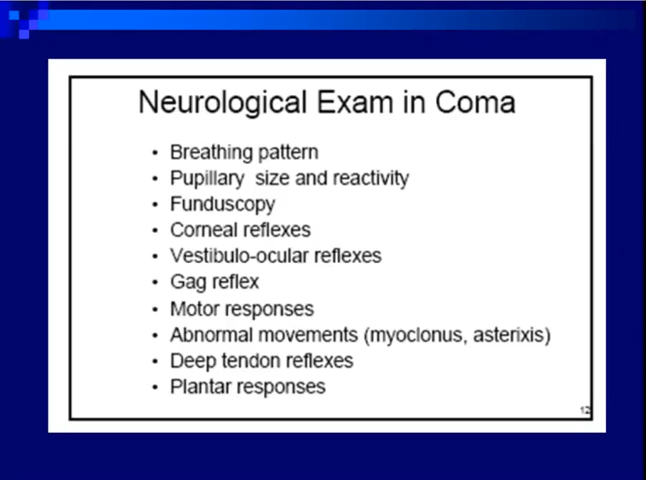 Neurological Exam in Coma
• Breathing pattern
• Pupillary size and reactivity
• Funduscopy
• Corneal reflexes
• Vestibulo-ocular reflexes
• Gag reflex
• Motor responses
• Abnormal movements (myoclonus, asterixis)
• Deep tendon reflexes
• Plantar responses
12